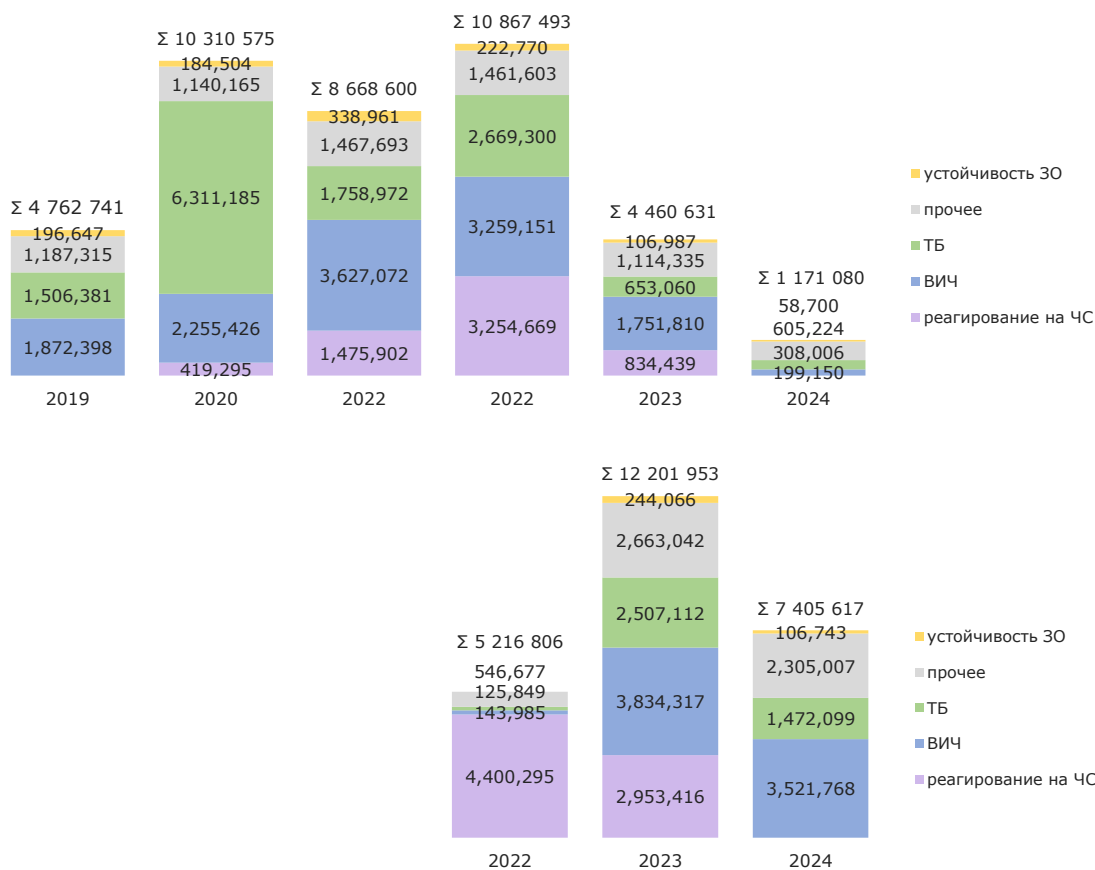 Σ 10 867 493
Σ 10 310 575
222,770
184,504
1,461,603
1,140,165
Σ 8 668 600
338,961
2,669,300
1,467,693
устойчивость ЗО
6,311,185
1,758,972
прочее
Σ 4 762 741
3,259,151
Σ 4 460 631
196,647
106,987
ТБ
1,187,315
3,627,072
1,114,335
Σ 1 171 080
ВИЧ
1,506,381
653,060
58,700
2,255,426
3,254,669
1,751,810
605,224
реагирование на ЧС
1,872,398
1,475,902
308,006
419,295
834,439
199,150
2019
2020
2022
2022
2023
2024
Σ 12 201 953
244,066
2,663,042
2,507,112
Σ 7 405 617
Σ 5 216 806
106,743
устойчивость ЗО
546,677
2,305,007
прочее
125,849
143,985
3,834,317
1,472,099
ТБ
ВИЧ
4,400,295
2,953,416
3,521,768
реагирование на ЧС
2022
2023
2024